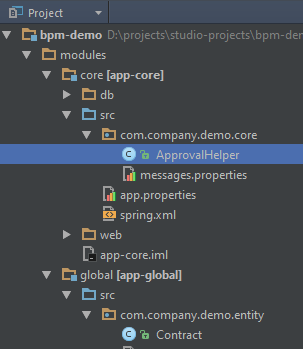 Project
bpm-demo D:\projects\studio-projects\bpm-den
modules
core [app-core]
db
src
com.company.demo.core
ApprovalHelper
messages.properties
app.properties
spring.xml
web
app-core.iml
global [app-global]
src
com.company.demo.entity
Contract